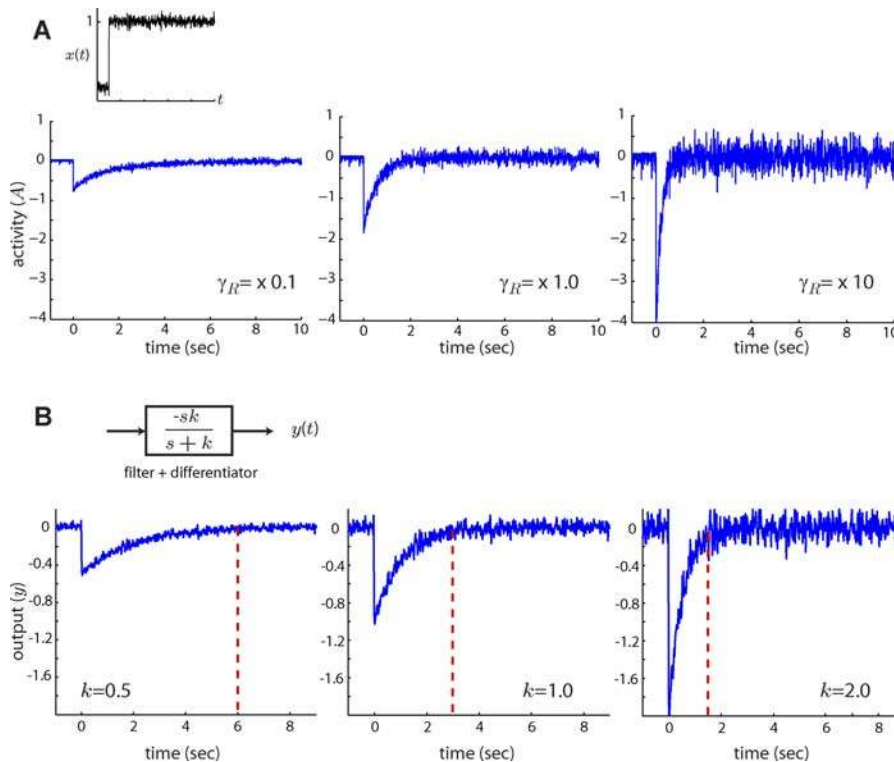 A
1
x(t)
t
activity (A)
1
0
−1
−2
−3
−4
0 2 4 6 8 10
time (sec)
γR= x 0.1
1
0
−1
−2
−3
−4
0 2 4 6 8 10
time (sec)
γR= x 1.0
1
0
−1
−2
−3
−4
0 2 4 6 8 10
time (sec)
γR= x 10
B
-sk
s + k
y(t)
filter + differentiator
output (y)
0
-0.4
-0.8
-1.2
-1.6
k=0.5
0 2 4 6 8
time (sec)
0
-0.4
-0.8
-1.2
-1.6
k=1.0
0 2 4 6 8
time (sec)
0
-0.4
-0.8
-1.2
-1.6
k=2.0
0 2 4 6 8
time (sec)